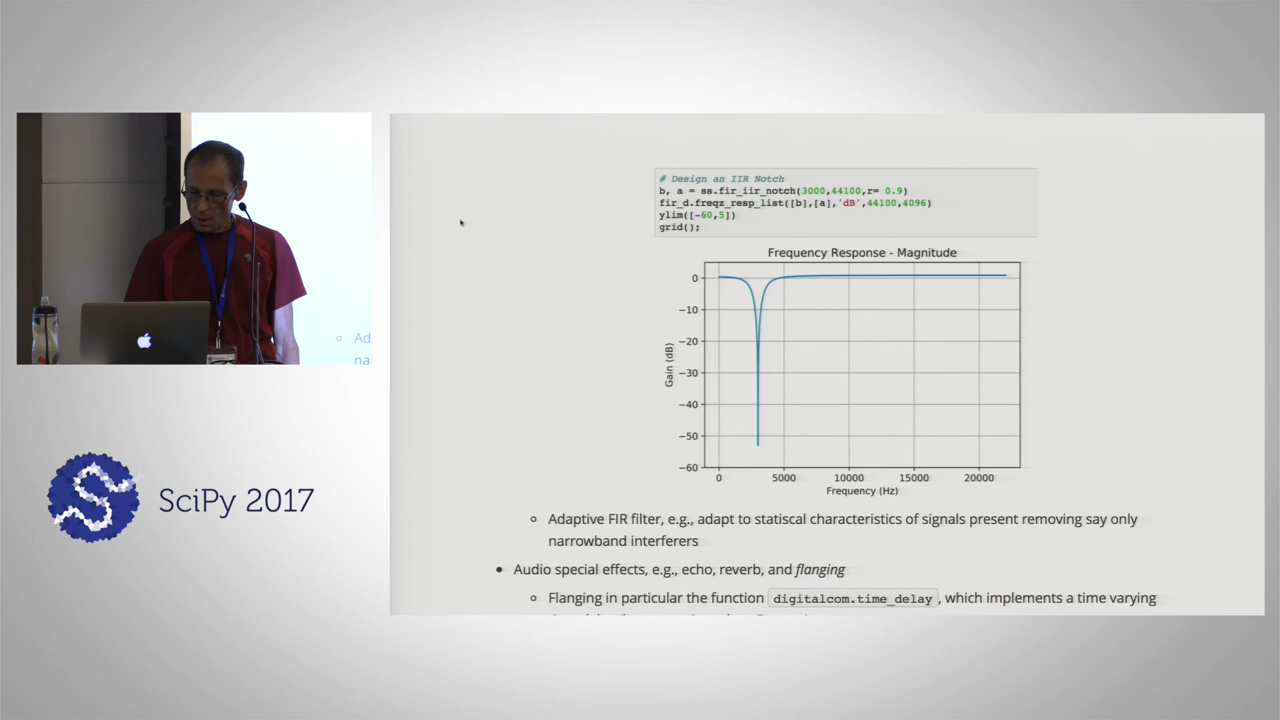 # Design an IIR Notch
b, a = ss.fir_iir_notch(3000,44100,r= 0.9)
fir_d.freqz_resp_list([b],[a],'dB',44100,4096)
ylim([-60,5])
grid();
Frequency Response - Magnitude
0
−10
−20
−30
−40
−50
−60
Gain (dB)
0 5000 10000 15000 20000
Frequency (Hz)
Adaptive FIR filter, e.g., adapt to statiscal characteristics of signals present removing say only
narrowband interferers
Audio special effects, e.g., echo, reverb, and flanging
Flanging in particular the function digitalcom.time_delay, which implements a time varying
Ad
na
SciPy 2017